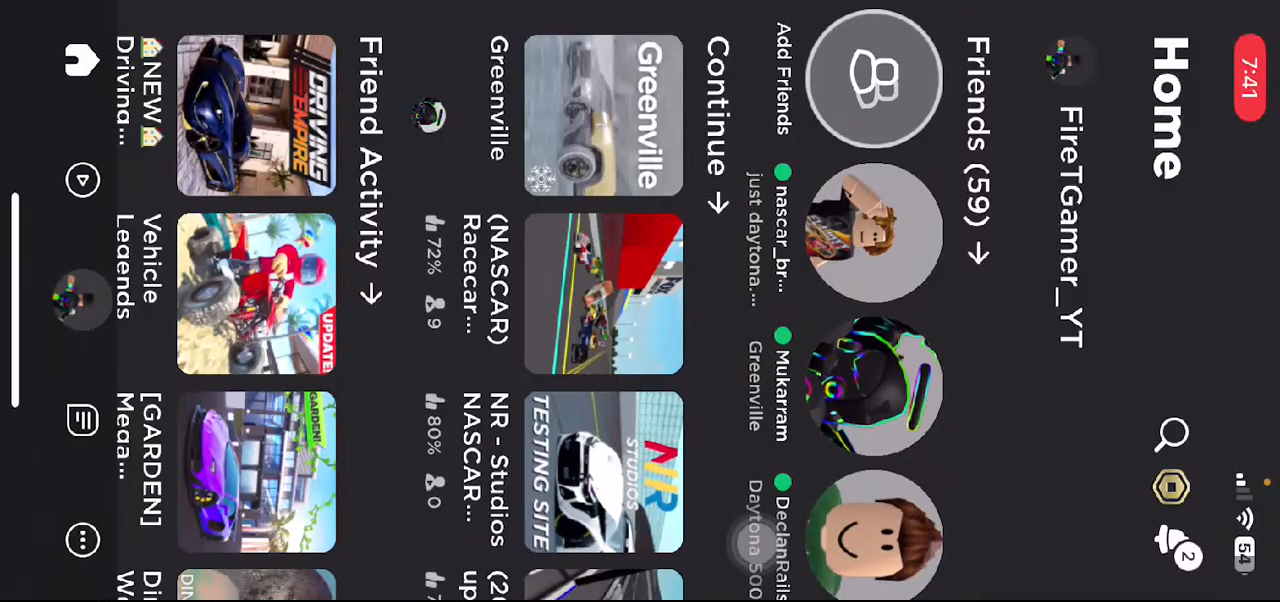 7:41
54
Home
2
FireTGamer_YT
Friends (59) →
Add Friends
nascar_br...
just daytona....
Mukarram
Greenville
DeclanRails
Daytona 500
Continue →
Greenville
FOX
NR
STUDIOS
TESTING SITE
Greenville
(NASCAR)
Racecar...
72% 9
NR - Studios
NASCAR...
80% 0
Friend Activity →
DRIVING
EMPIRE
UPDATE
GARDEN!
🏠NEW🏠
Driving...
Vehicle
Legends
[GARDEN]
Mega...